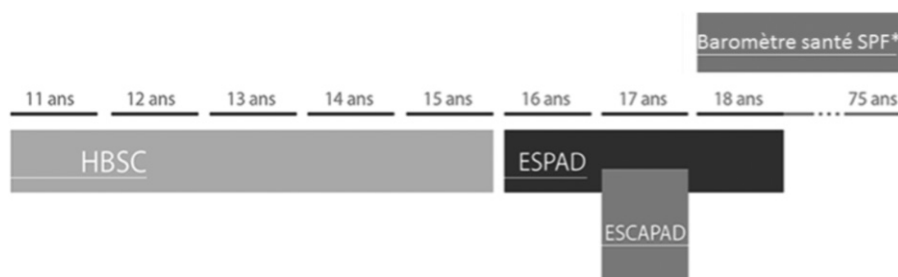 Baromètre santé SPF*
11 ans 12 ans 13 ans 14 ans 15 ans 16 ans 17 ans 18 ans ... 75 ans
HBSC ESPAD
ESCAPAD